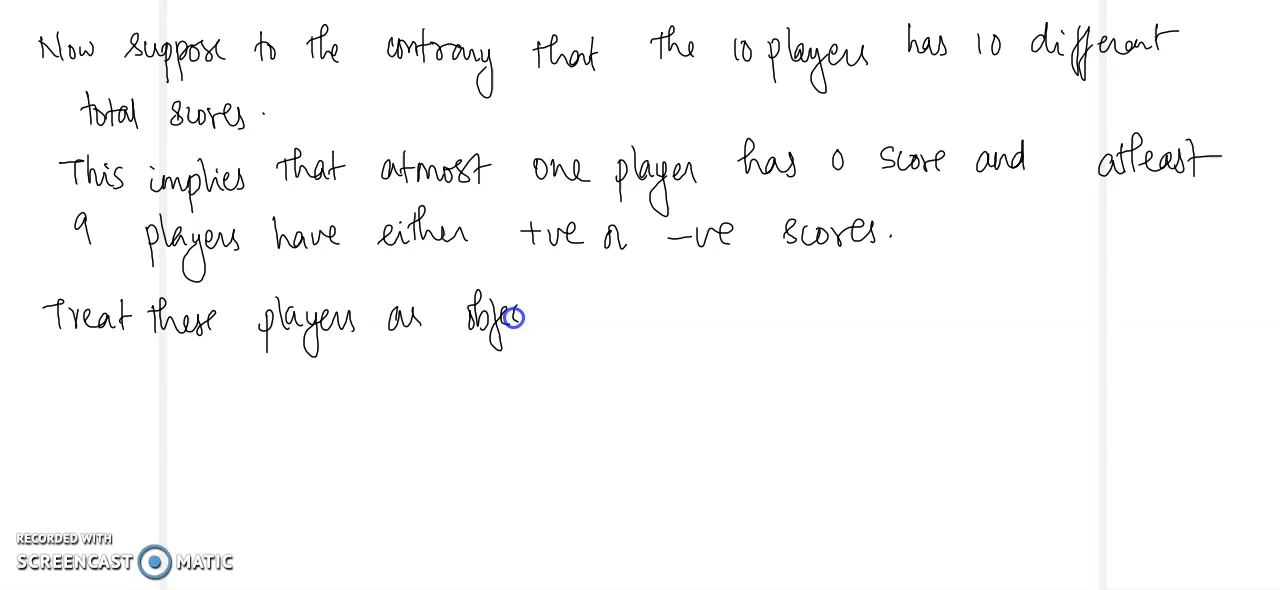 Now suppose to the contrary that the 10 players has 10 different
total scores.
This implies that atmost one player has 0 score and atleast
9 players have either +ve or -ve scores.
Treat these players as objec
RECORDED WITH
SCREENCAST MATIC